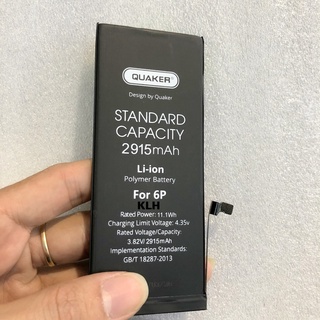 QUAKER
Design by Quaker
STANDARD
CAPACITY
2915mAh
Li-ion
Polymer Battery
For 6P
KLH
Rated Power: 11.1Wh
Charging Limit Voltage: 4.35v
Rated Voltage/Capacity:
3.82V/ 2915mAh
Implementation Standards:
GB/T 18287-2013